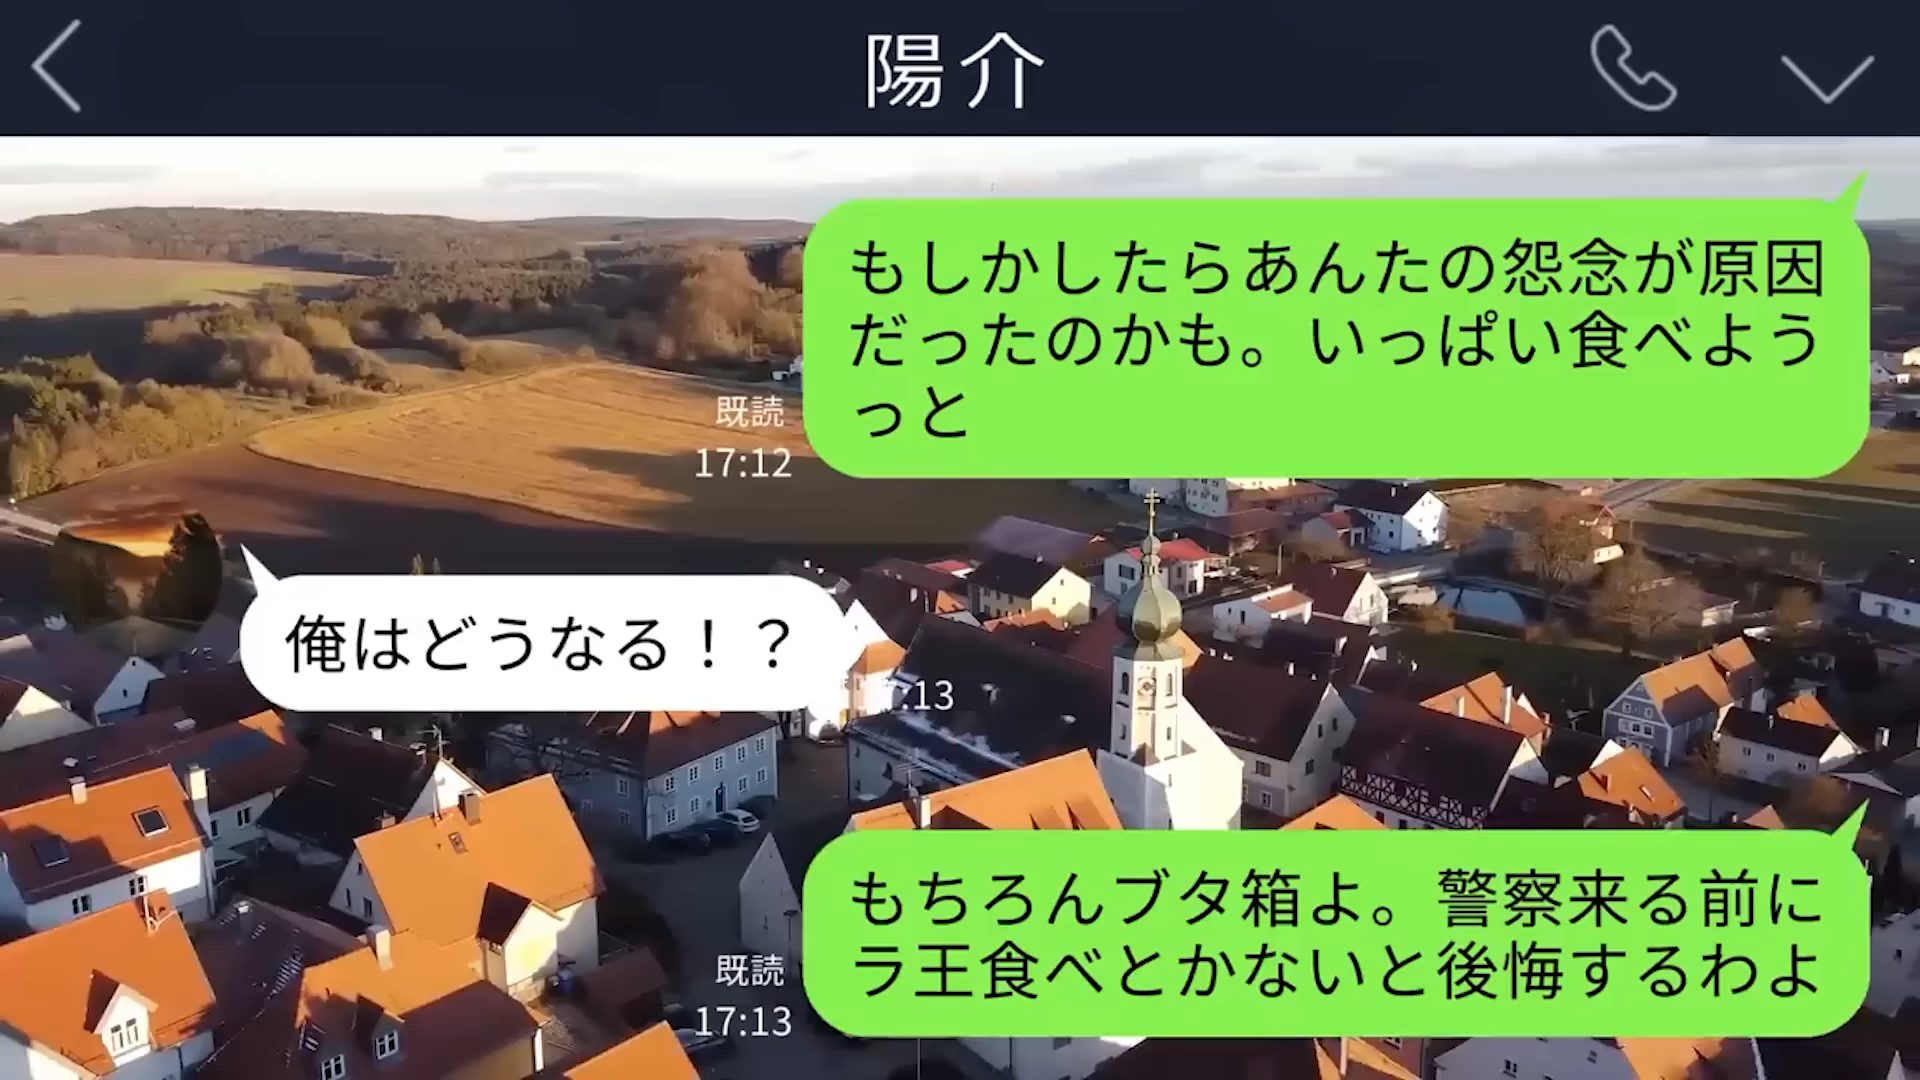 陽介
もしかしたらあんたの怨念が原因
だったのかも。いっぱい食べよう
っと
既読
17:12
俺はどうなる！？
:13
もちろんブタ箱よ。警察来る前に
ラ王食べとかないと後悔するわよ
既読
17:13